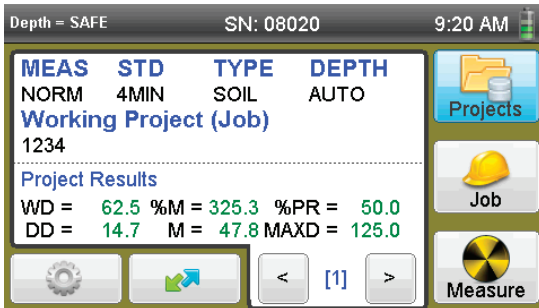 Depth = SAFE SN: 08020 9:20 AM
MEAS STD TYPE DEPTH
NORM 4MIN SOIL AUTO
Working Project (Job)
1234
Project Results
WD = 62.5 %M = 325.3 %PR = 50.0
DD = 14.7 M = 47.8 MAXD = 125.0
< [1] >
Projects
Job
Measure